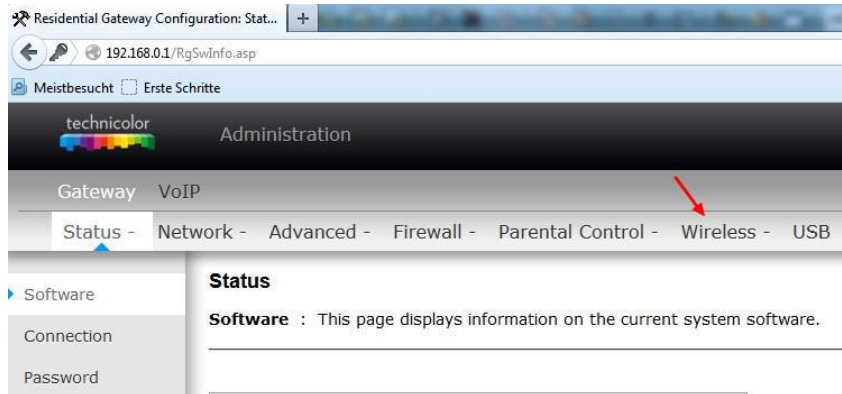 Residential Gateway Configuration: Stat...
192.168.0.1/RgSwInfo.asp
Meistbesucht Erste Schritte
technicolor
Administration
Gateway VoIP
Status - Network - Advanced - Firewall - Parental Control - Wireless - USB
Software
Connection
Password
Status
Software : This page displays information on the current system software.